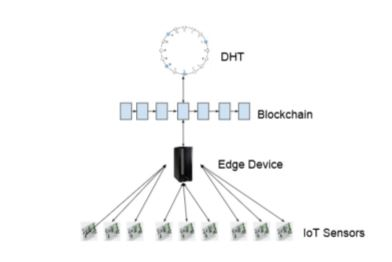 DHT
Blockchain
Edge Device
IoT Sensors